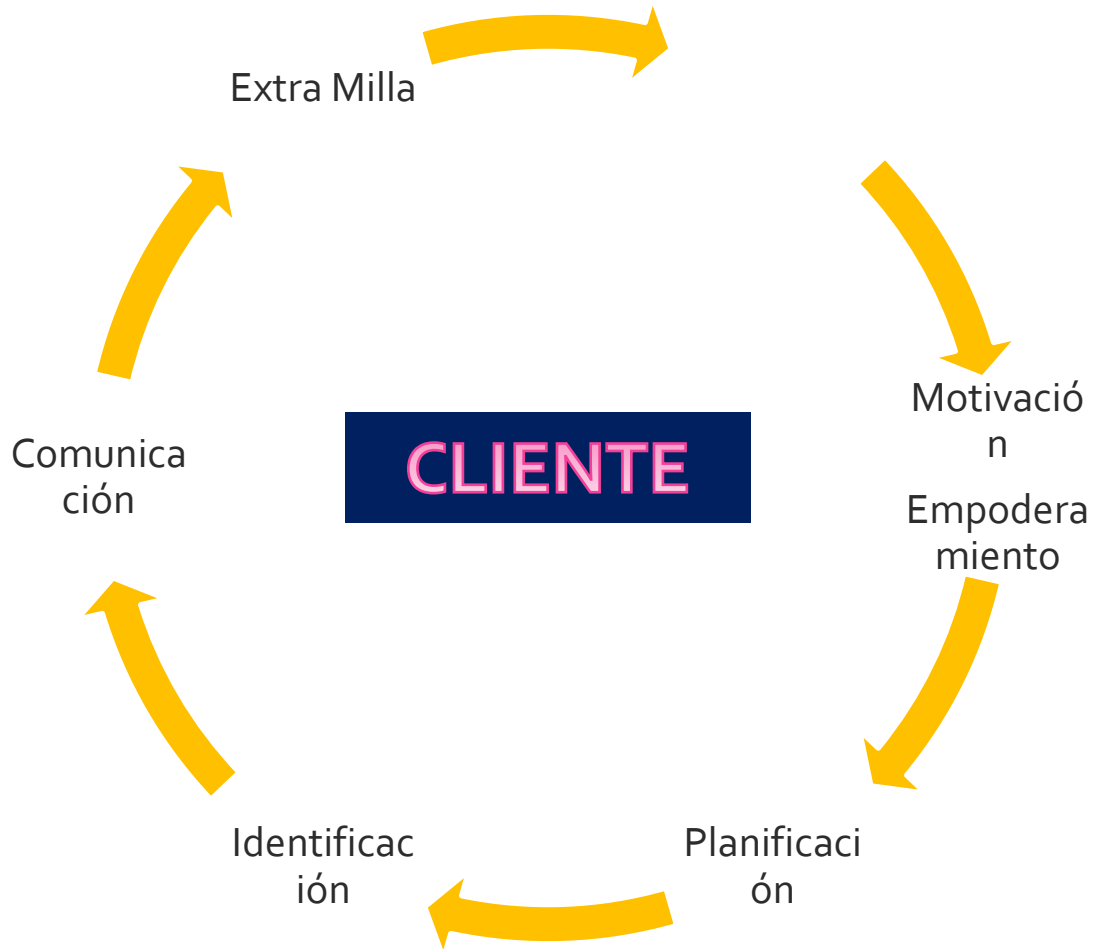 Extra Milla
Motivació
n
Empodera
miento
Planificaci
ón
Identificac
ión
Comunica
ción
CLIENTE